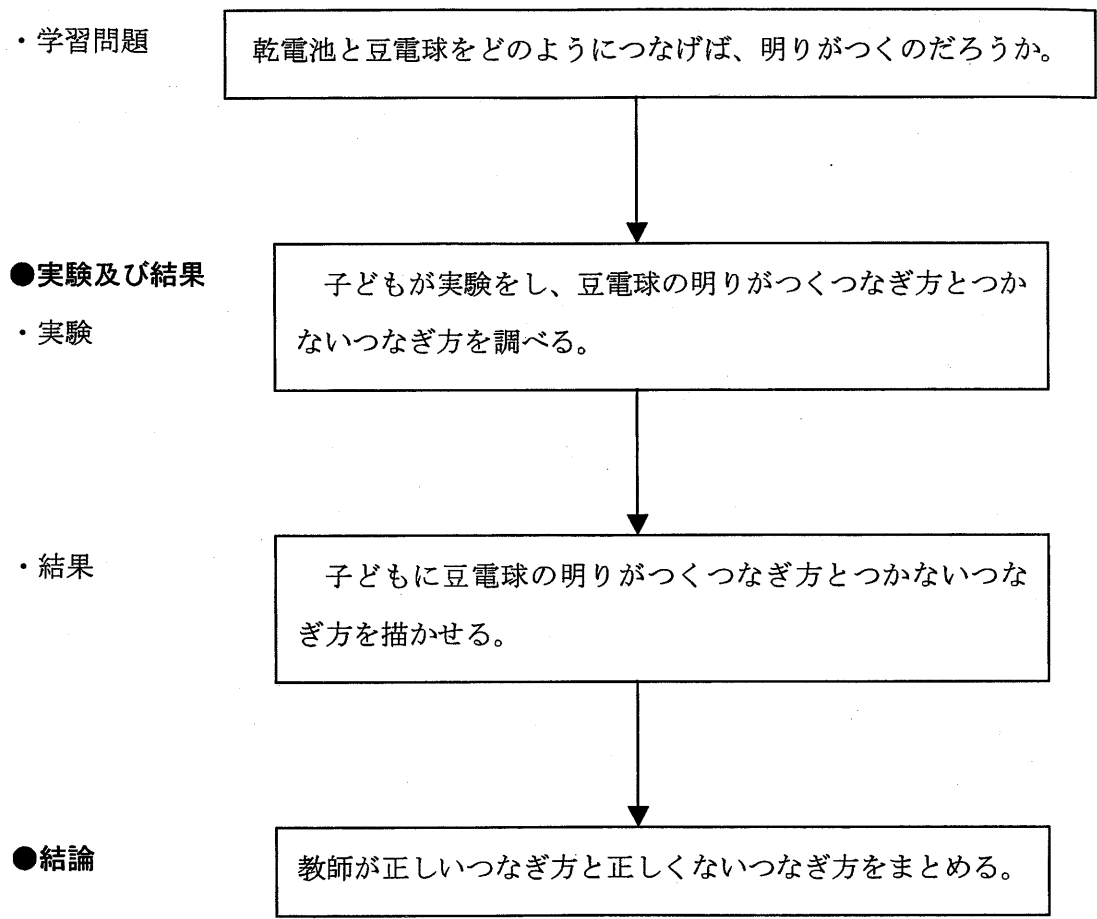 ・学習問題
乾電池と豆電球をどのようにつなげば、明りがつくのだろうか。
●実験及び結果
・実験
子どもが実験をし、豆電球の明りがつくつなぎ方とつか
ないつなぎ方を調べる。
・結果
子どもに豆電球の明りがつくつなぎ方とつかないつな
ぎ方を描かせる。
●結論
教師が正しいつなぎ方と正しくないつなぎ方をまとめる。